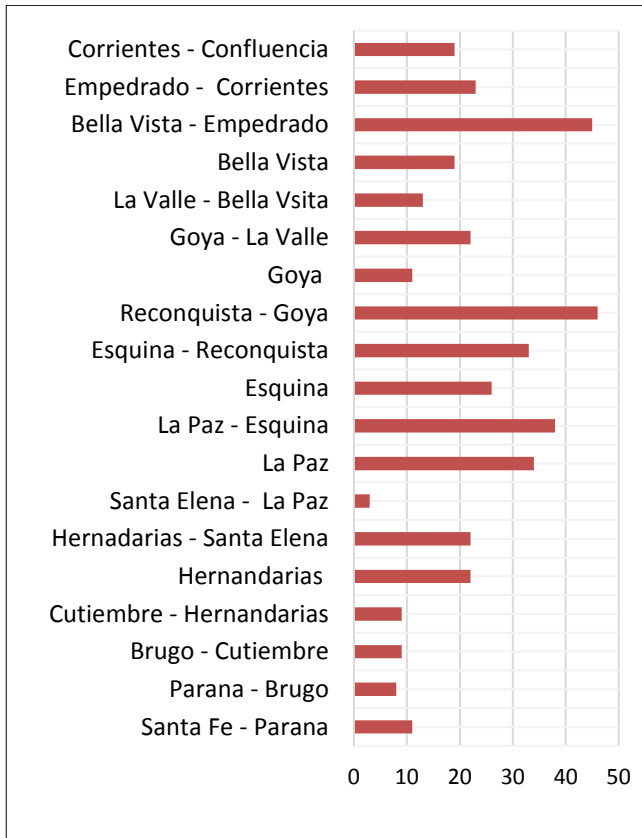 Corrientes - Confluencia
Empedrado -  Corrientes
Bella Vista - Empedrado
Bella Vista
La Valle - Bella Vsita
Goya - La Valle
Goya
Reconquista - Goya
Esquina - Reconquista
Esquina
La Paz - Esquina
La Paz
Santa Elena -  La Paz
Hernadarias - Santa Elena
Hernandarias
Cutiembre - Hernandarias
Brugo - Cutiembre
Parana - Brugo
Santa Fe - Parana
0 10 20 30 40 50